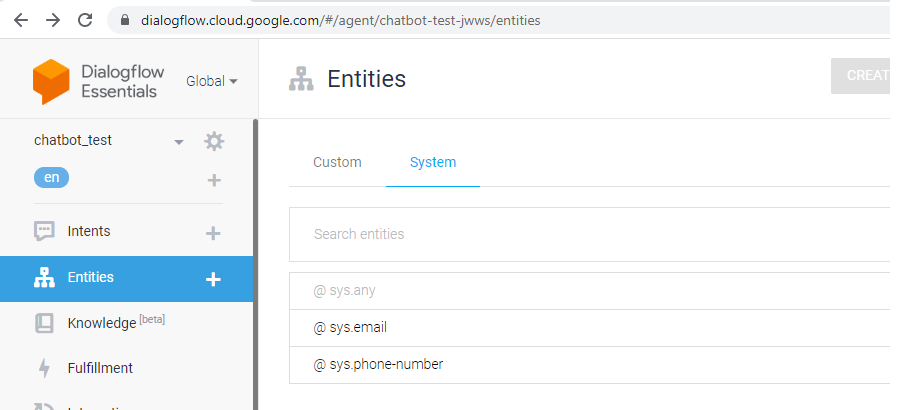 dialogflow.cloud.google.com/#/agent/chatbot-test-jwws/entities
Dialogflow
Essentials
Global
Entities
CREAT
chatbot_test
en
Custom
System
Search entities
Intents
Entities
Knowledge [beta]
Fulfillment
@ sys.any
@ sys.email
@ sys.phone-number